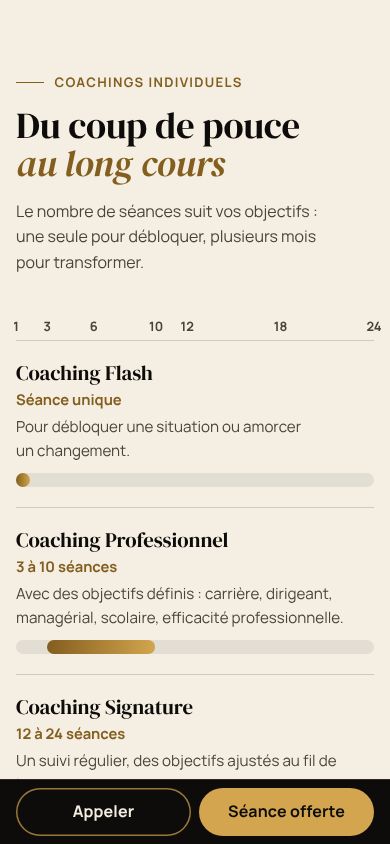 COACHINGS INDIVIDUELS
Du coup de pouce
au long cours
Le nombre de séances suit vos objectifs :
une seule pour débloquer, plusieurs mois
pour transformer.
1 3 6 10 12 18 24
Coaching Flash
Séance unique
Pour débloquer une situation ou amorcer
un changement.
Coaching Professionnel
3 à 10 séances
Avec des objectifs définis : carrière, dirigeant,
managérial, scolaire, efficacité professionnelle.
Coaching Signature
12 à 24 séances
Un suivi régulier, des objectifs ajustés au fil de
Appeler Séance offerte